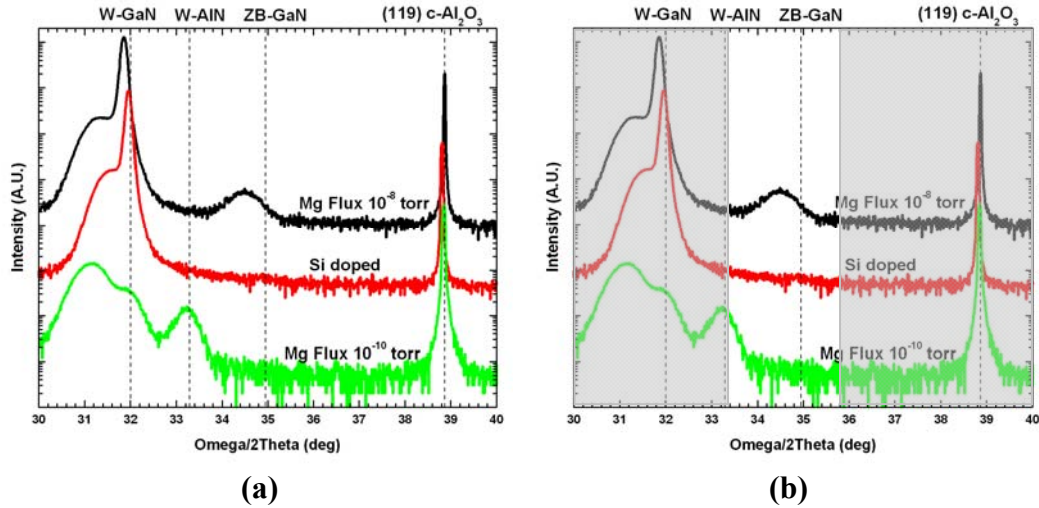 W-GaN W-AlN ZB-GaN (119) c-Al₂O₃
Intensity (A.U.)
Mg Flux 10⁻⁸ torr
Si doped
Mg Flux 10⁻¹⁰ torr
30 31 32 33 34 35 36 37 38 39 40
Omega/2Theta (deg)
(a)
W-GaN W-AlN ZB-GaN (119) c-Al₂O₃
Intensity (A.U.)
Mg Flux 10⁻⁸ torr
Si doped
Mg Flux 10⁻¹⁰ torr
30 31 32 33 34 35 36 37 38 39 40
Omega/2Theta (deg)
(b)